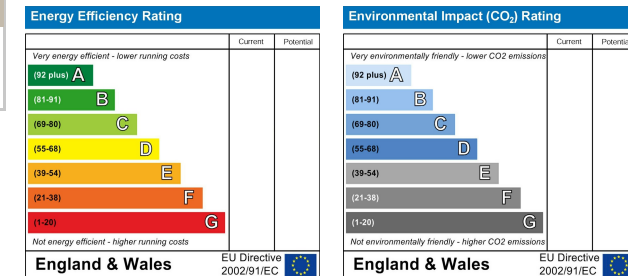 Energy Efficiency Rating
Current Potential
Very energy efficient - lower running costs
(92 plus) A
(81-91) B
(69-80) C
(55-68) D
(39-54) E
(21-38) F
(1-20) G
Not energy efficient - higher running costs
England & Wales
EU Directive
2002/91/EC
Environmental Impact (CO₂) Rating
Current Potential
Very environmentally friendly - lower CO2 emissions
(92 plus) A
(81-91) B
(69-80) C
(55-68) D
(39-54) E
(21-38) F
(1-20) G
Not environmentally friendly - higher CO2 emissions
England & Wales
EU Directive
2002/91/EC